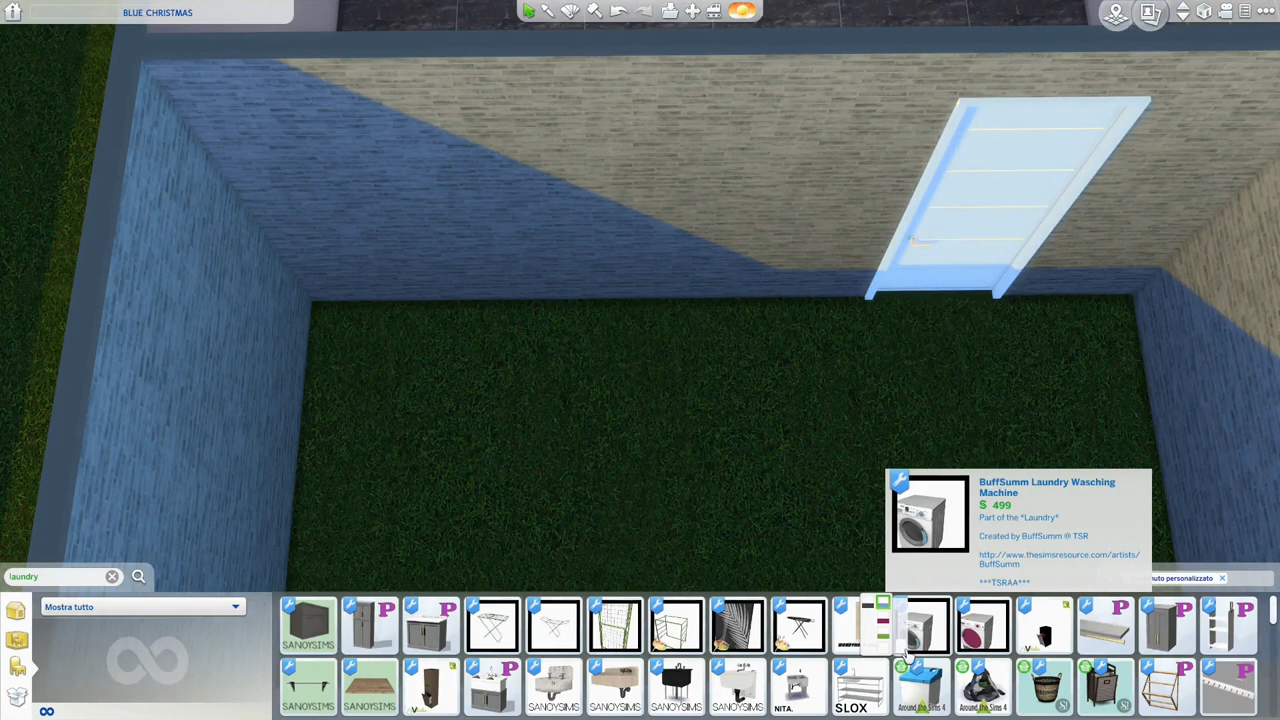 BLUE CHRISTMAS
BuffSumm Laundry Wasching
Machine
$ 499
Part of the *Laundry*
Created by BuffSumm @ TSR
http://www.thesimsresource.com/artists/
BuffSumm
***TSRAA***
nuto personalizzato
laundry
Mostra tutto
SANOYSIMS
P
P
P
P
SANOYSIMS
SANOYSIMS
P
SANOYSIMS
SANOYSIMS
SANOYSIMS
SANOYSIMS
NITA.
SLOX
Around the Sims 4
Around the Sims 4
P
P